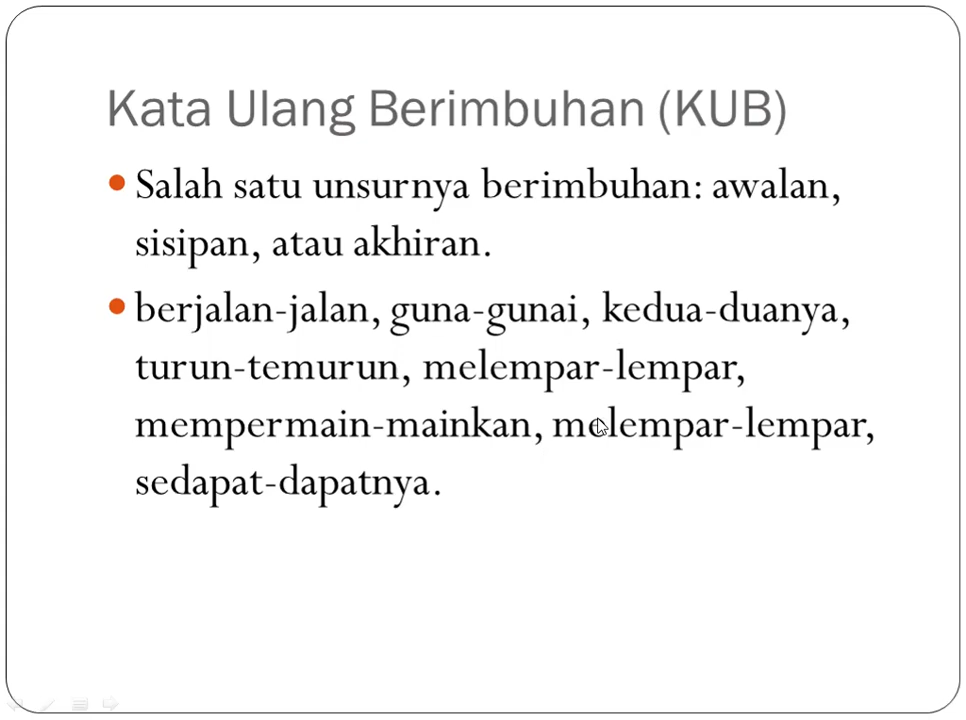 Kata Ulang Berimbuhan (KUB)
• Salah satu unsurnya berimbuhan: awalan,
sisipan, atau akhiran.
• berjalan-jalan, guna-gunai, kedua-duanya,
turun-temurun, melempar-lempar,
mempermain-mainkan, melempar-lempar,
sedapat-dapatnya.